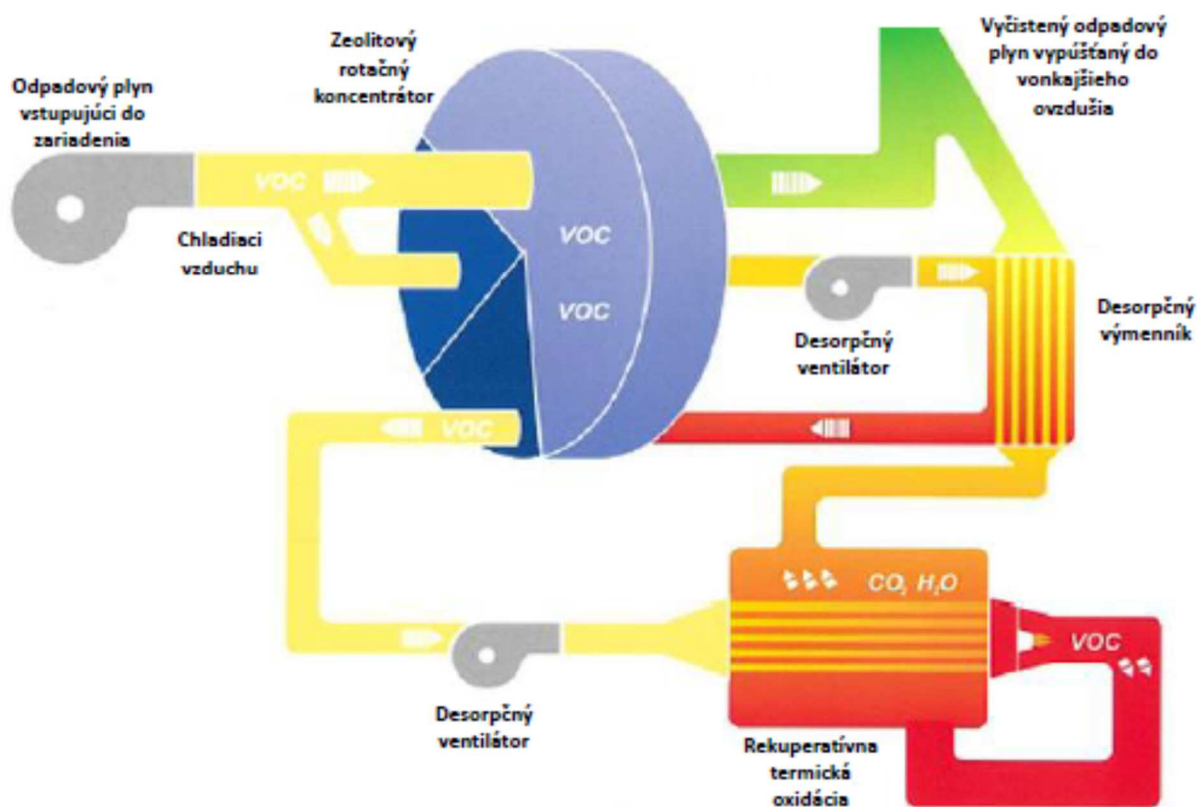 Zeolitový
rotačný
koncentrátor
Vyčistený odpadový
plyn vypúšťaný do
vonkajšieho
ovzdušia
Odpadový plyn
vstupujúci do
zariadenia
VOC
Chladiaci
vzduchu
VOC
VOC
Desorpčný
ventilátor
Desorpčný
výmenník
VOC
CO₂ H₂O
VOC
Desorpčný
ventilátor
Rekuperatívna
termická
oxidácia